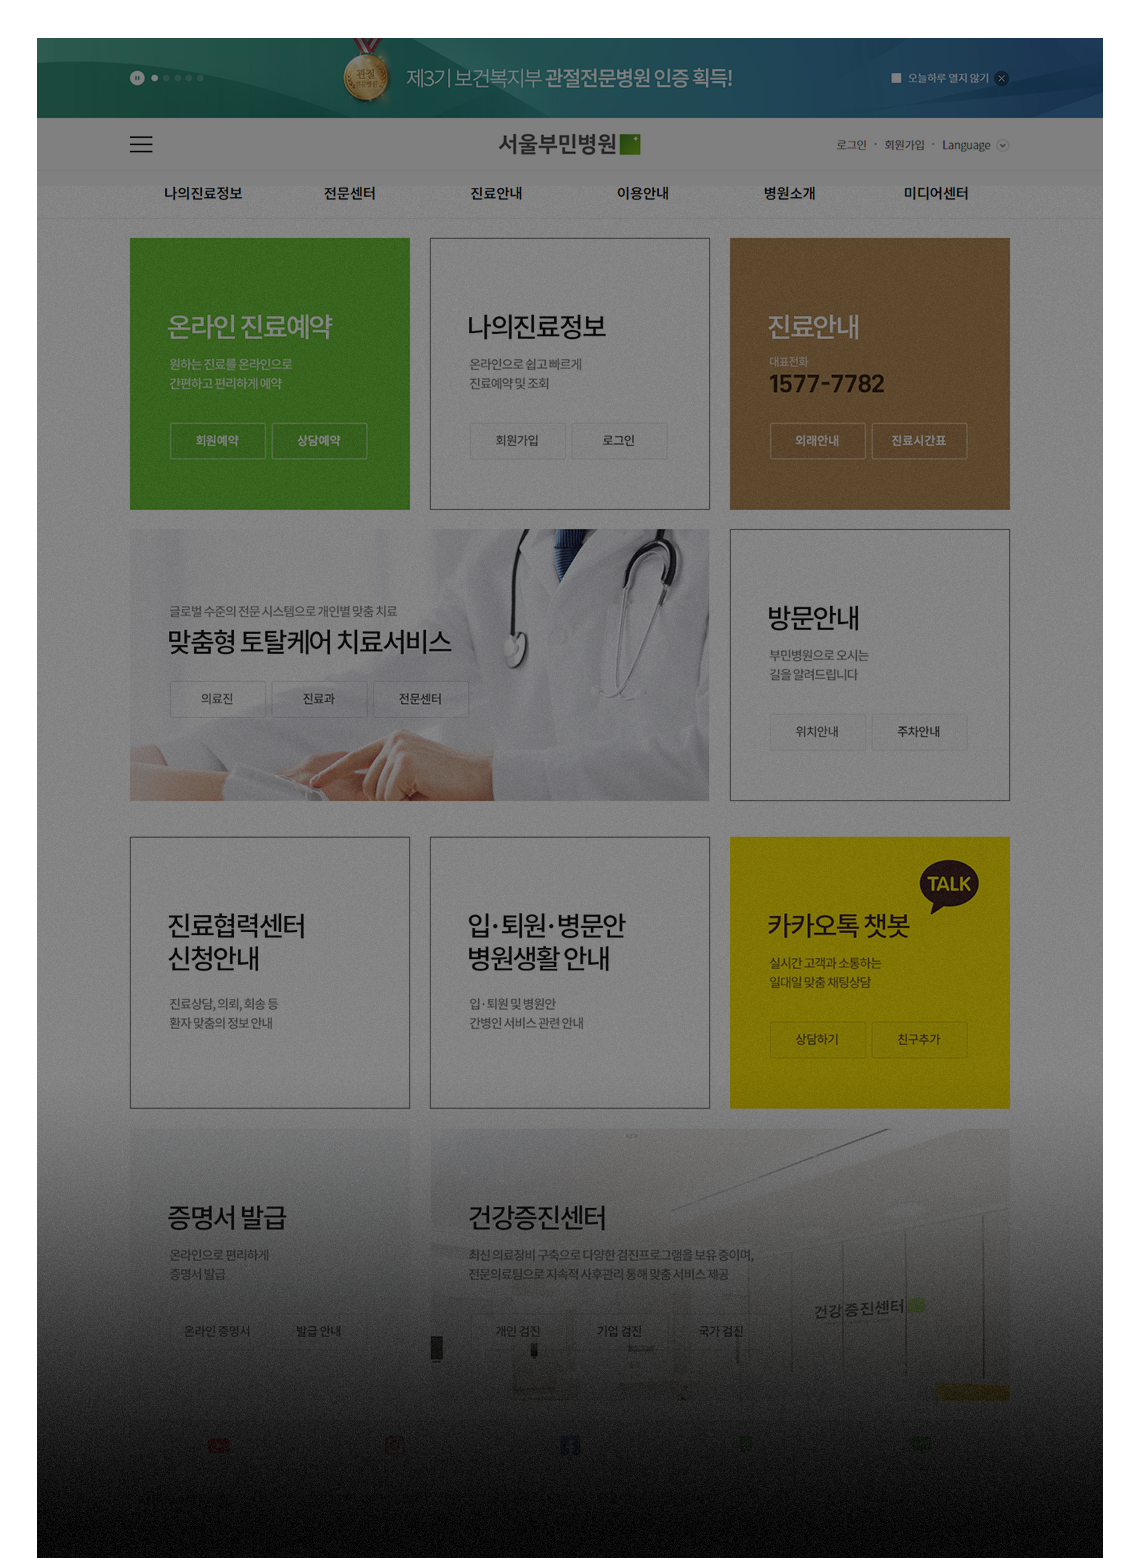 관절
제3기 보건복지부 관절전문병원 인증 획득!
오늘하루 열지 않기
서울부민병원
로그인 · 회원가입 · Language
나의진료정보 전문센터 진료안내 이용안내 병원소개 미디어센터
온라인 진료예약
원하는 진료를 온라인으로
간편하고 편리하게 예약
회원예약 상담예약
나의진료정보
온라인으로 쉽고 빠르게
진료예약 및 조회
회원가입 로그인
진료안내
대표전화
1577-7782
외래안내 진료시간표
글로벌 수준의 전문 시스템으로 개인별 맞춤 치료
맞춤형 토탈케어 치료서비스
의료진 진료과 전문센터
방문안내
부민병원으로 오시는
길을 알려드립니다
위치안내 주차안내
진료협력센터
신청안내
진료상담, 의뢰, 회송 등
환자 맞춤의 정보 안내
입·퇴원·병문안
병원생활 안내
입·퇴원 및 병원안
간병인 서비스 관련 안내
TALK
카카오톡 챗봇
실시간 고객과 소통하는
일대일 맞춤 채팅상담
상담하기 친구추가
증명서 발급
온라인으로 편리하게
증명서 발급
온라인 증명서 발급 안내
건강증진센터
최신 의료장비 구축으로 다양한 검진프로그램을 보유 중이며,
전문의료팀으로 지속적 사후관리 통해 맞춤 서비스 제공
개인 검진 기업 검진 국가 검진
건강증진센터